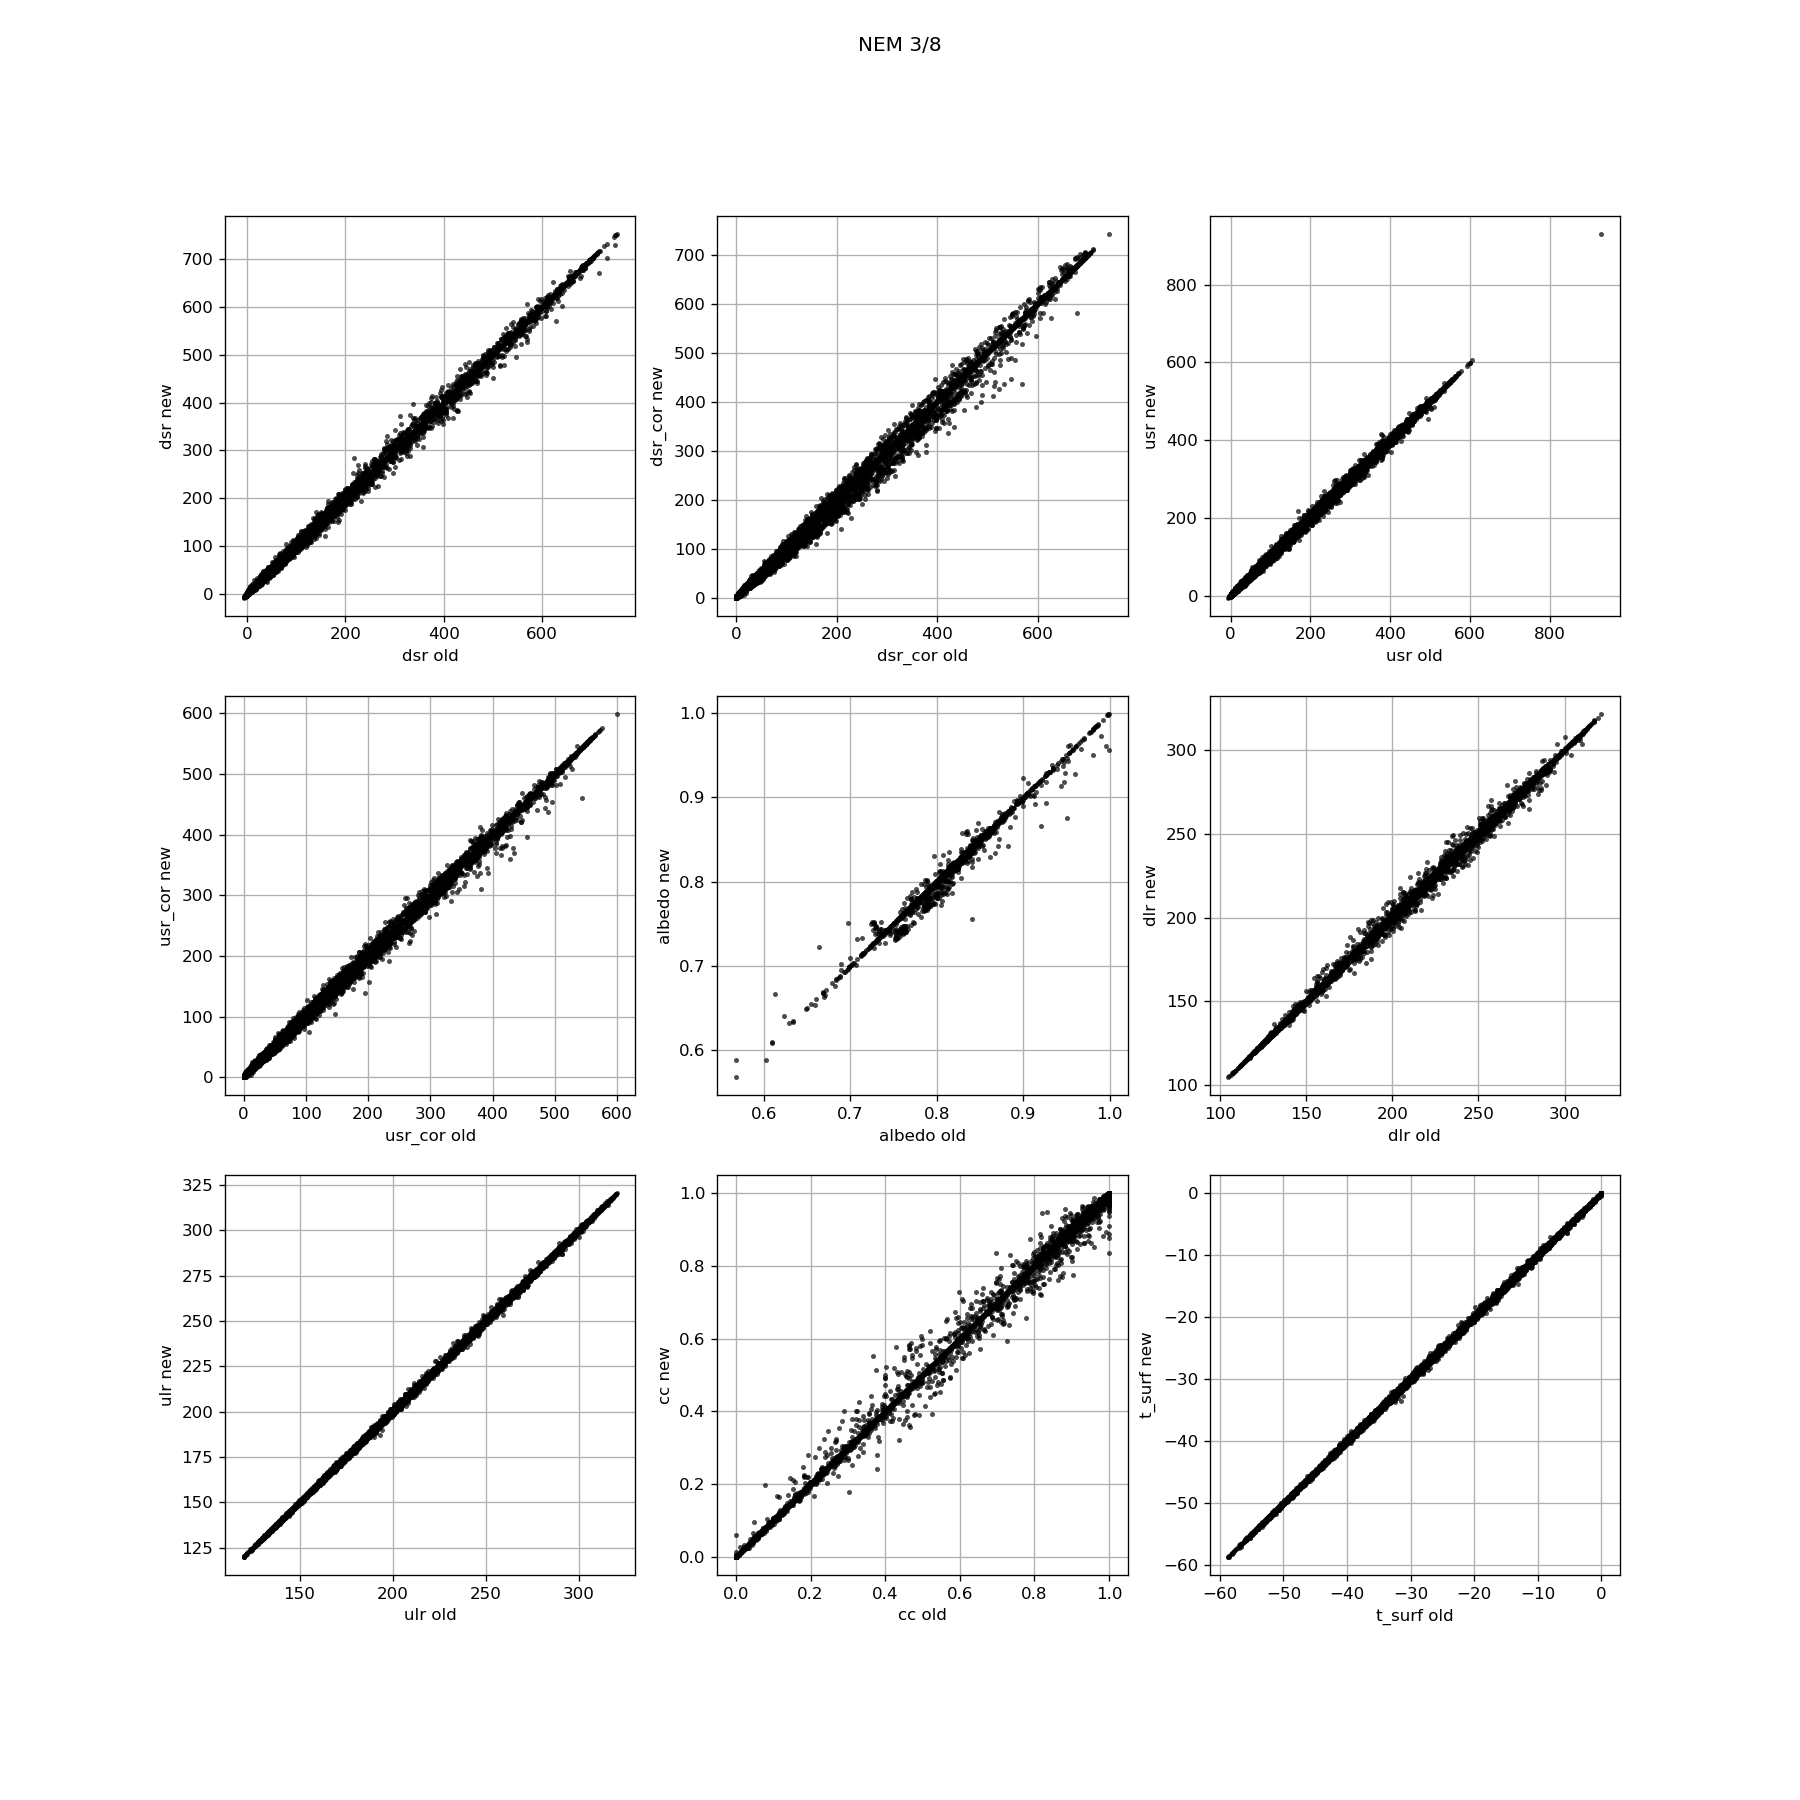 NEM 3/8
700
600
500
400
300
200
100
0
dsr new
0 200 400 600
dsr old
700
600
500
400
300
200
100
0
dsr_cor new
0 200 400 600
dsr_cor old
800
600
400
200
0
usr new
0 200 400 600 800
usr old
600
500
400
300
200
100
0
usr_cor new
0 100 200 300 400 500 600
usr_cor old
1.0
0.9
0.8
0.7
0.6
albedo new
0.6 0.7 0.8 0.9 1.0
albedo old
300
250
200
150
100
dlr new
100 150 200 250 300
dlr old
325
300
275
250
225
200
175
150
125
ulr new
150 200 250 300
ulr old
1.0
0.8
0.6
0.4
0.2
0.0
cc new
0.0 0.2 0.4 0.6 0.8 1.0
cc old
0
−10
−20
−30
−40
−50
−60
t_surf new
−60 −50 −40 −30 −20 −10 0
t_surf old